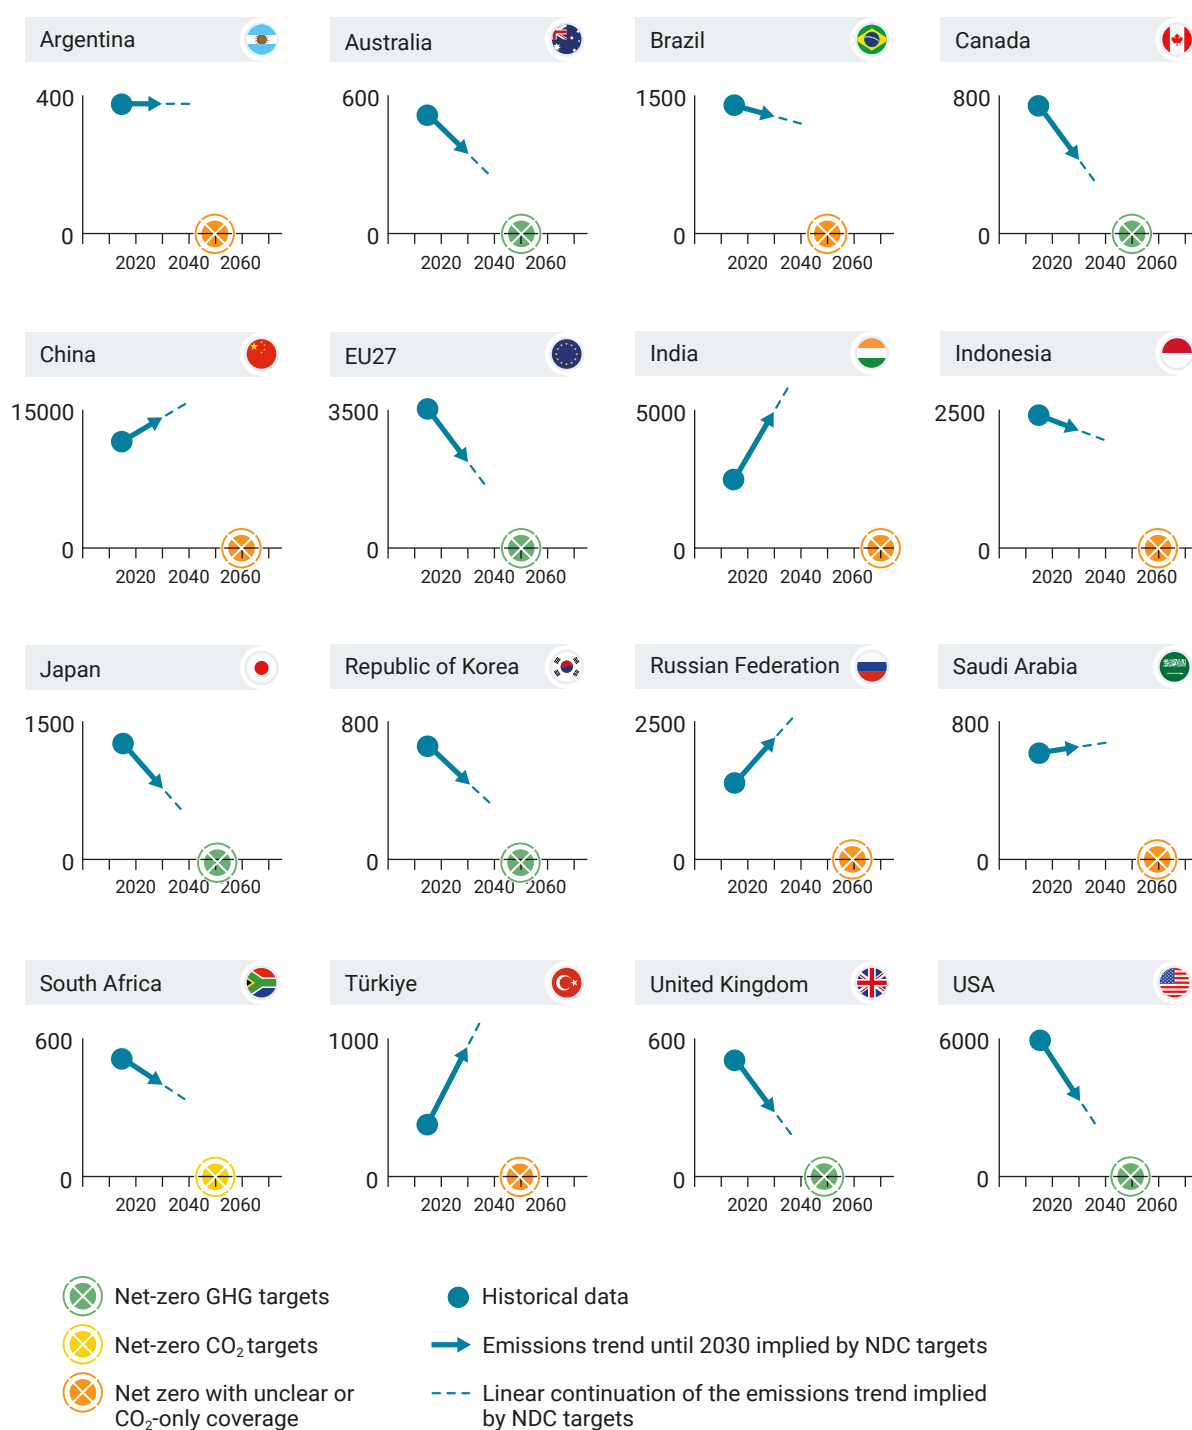 Argentina
Australia
Brazil
Canada
400
0
2020 2040 2060
600
0
2020 2040 2060
1500
0
2020 2040 2060
800
0
2020 2040 2060
China
EU27
India
Indonesia
15000
0
2020 2040 2060
3500
0
2020 2040 2060
5000
0
2020 2040 2060
2500
0
2020 2040 2060
Japan
Republic of Korea
Russian Federation
Saudi Arabia
1500
0
2020 2040 2060
800
0
2020 2040 2060
2500
0
2020 2040 2060
800
0
2020 2040 2060
South Africa
Türkiye
United Kingdom
USA
600
0
2020 2040 2060
1000
0
2020 2040 2060
600
0
2020 2040 2060
6000
0
2020 2040 2060
Net-zero GHG targets
Net-zero CO₂ targets
Net zero with unclear or
CO₂-only coverage
Historical data
Emissions trend until 2030 implied by NDC targets
Linear continuation of the emissions trend implied
by NDC targets